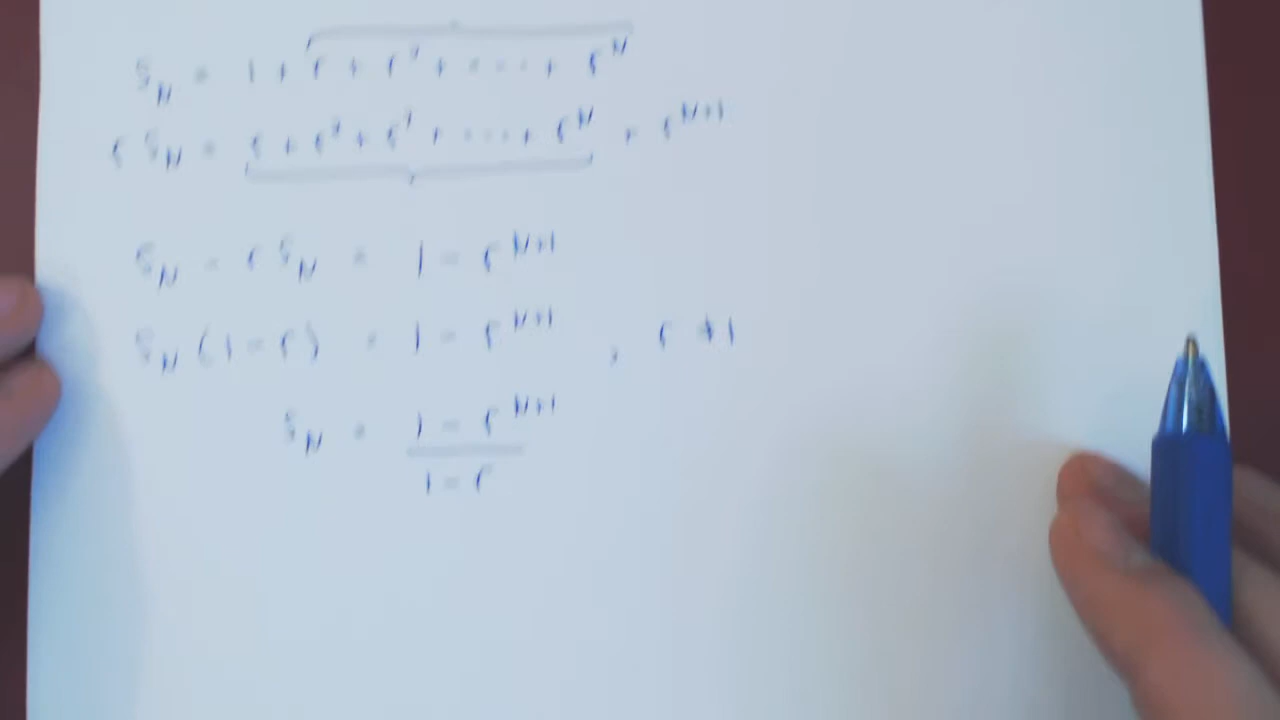 S_N = 1 + r + r² + ..... + r^N
r S_N = r + r² + r³ + ..... + r^N + r^{N+1}
S_N - r S_N = 1 - r^{N+1}
S_N (1 - r) = 1 - r^{N+1} , r ≠ 1
S_N = \frac{1 - r^{N+1}}{1 - r}